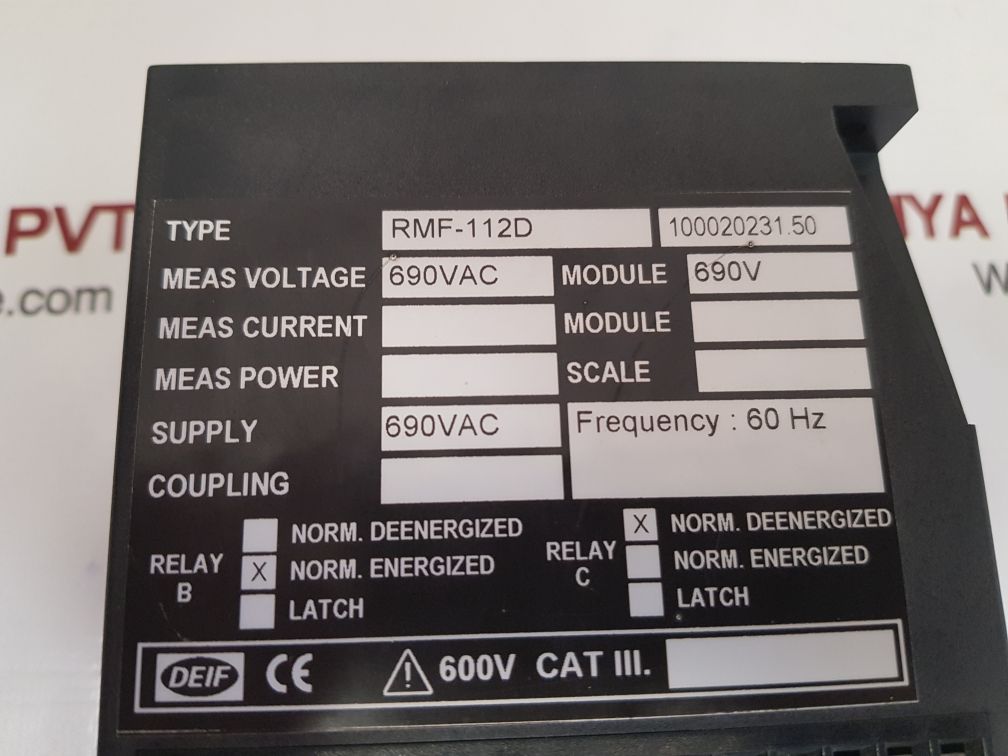 PVT
NYA
e.com
W
TYPE RMF-112D 100020231.50
MEAS VOLTAGE 690VAC MODULE 690V
MEAS CURRENT MODULE
MEAS POWER SCALE
SUPPLY 690VAC Frequency : 60 Hz
COUPLING
NORM. DEENERGIZED X NORM. DEENERGIZED
RELAY B X NORM. ENERGIZED RELAY C NORM. ENERGIZED
LATCH LATCH
DEIF CE 600V CAT III.